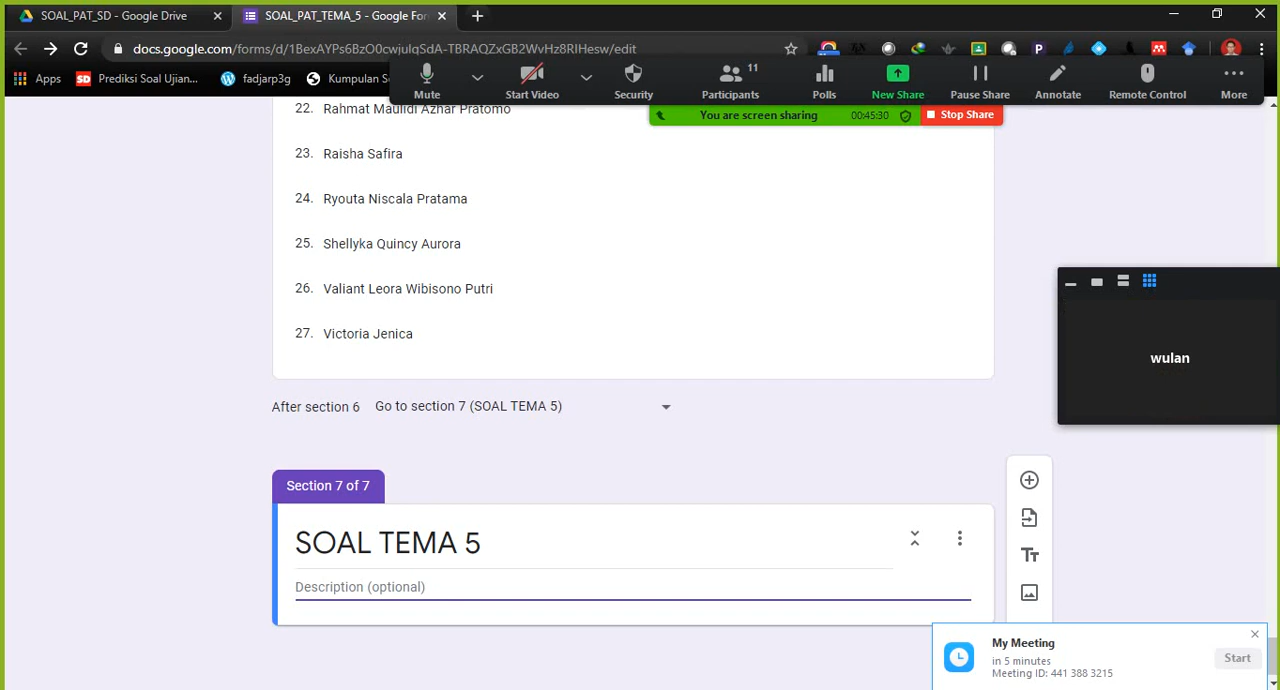 SOAL_PAT_SD - Google Drive
SOAL_PAT_TEMA_5 - Google For
docs.google.com/forms/d/1BexAYPs6BzO0cwjulqSdA-TBRAQZxGB2WvHz8RIHesw/edit
Apps
Prediksi Soal Ujian...
fadjarp3g
Kumpulan S
Mute
Start Video
Security
Participants 11
Polls
New Share
Pause Share
Annotate
Remote Control
More
You are screen sharing 00:45:30 Stop Share
22. Rahmat Maulidi Azhar Pratomo
23. Raisha Safira
24. Ryouta Niscala Pratama
25. Shellyka Quincy Aurora
26. Valiant Leora Wibisono Putri
27. Victoria Jenica
wulan
After section 6 Go to section 7 (SOAL TEMA 5)
Section 7 of 7
SOAL TEMA 5
Description (optional)
My Meeting
in 5 minutes
Meeting ID: 441 388 3215
Start